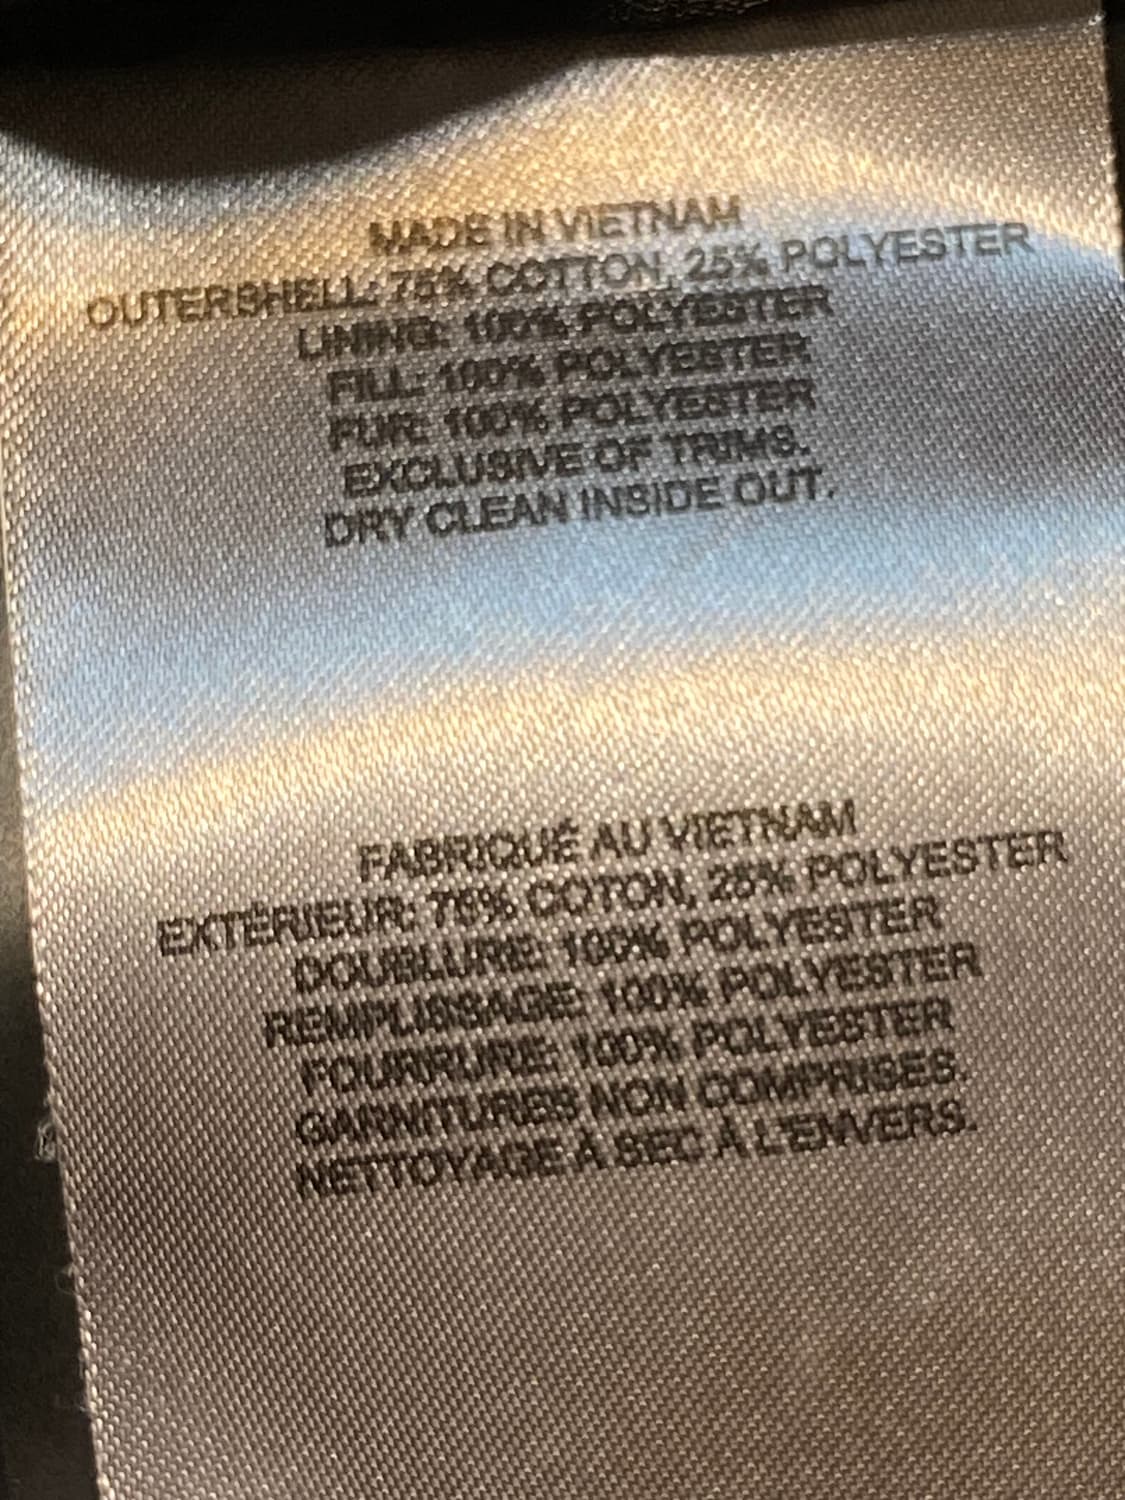 MADE IN VIETNAM
OUTERSHELL: 75% COTTON, 25% POLYESTER
LINING: 100% POLYESTER
FILL: 100% POLYESTER
FUR: 100% POLYESTER
EXCLUSIVE OF TRIMS.
DRY CLEAN INSIDE OUT.
FABRIQUÉ AU VIETNAM
EXTÉRIEUR: 75% COTON, 25% POLYESTER
DOUBLURE: 100% POLYESTER
REMPLISSAGE: 100% POLYESTER
FOURRURE: 100% POLYESTER
GARNITURES NON COMPRISES.
NETTOYAGE À SEC À L'ENVERS.